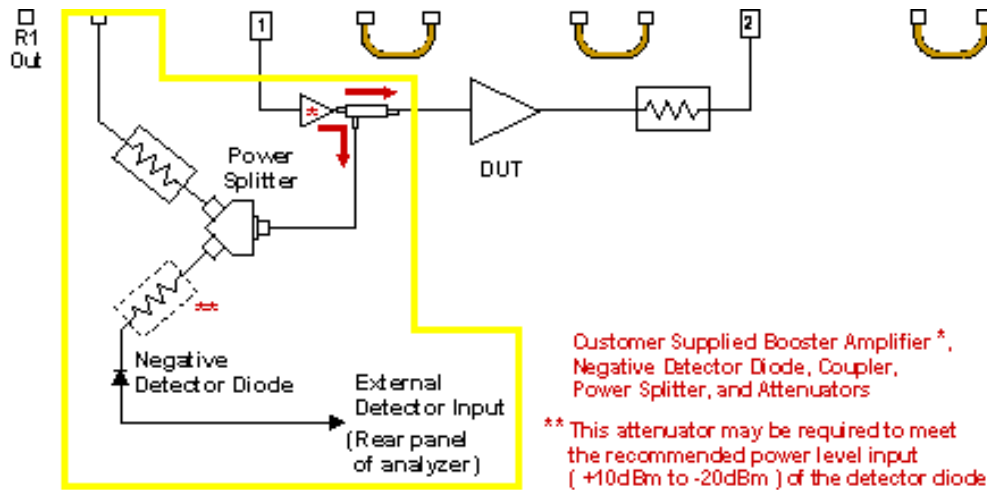 R1
Out
1
2
*
Power
Splitter
DUT
**
Negative
Detector Diode
External
Detector Input
(Rear panel
of analyzer)
Customer Supplied Booster Amplifier *,
Negative Detector Diode, Coupler,
Power Splitter, and Attenuators
** This attenuator may be required to meet
the recommended power level input
( +10dBm to -20dBm ) of the detector diode